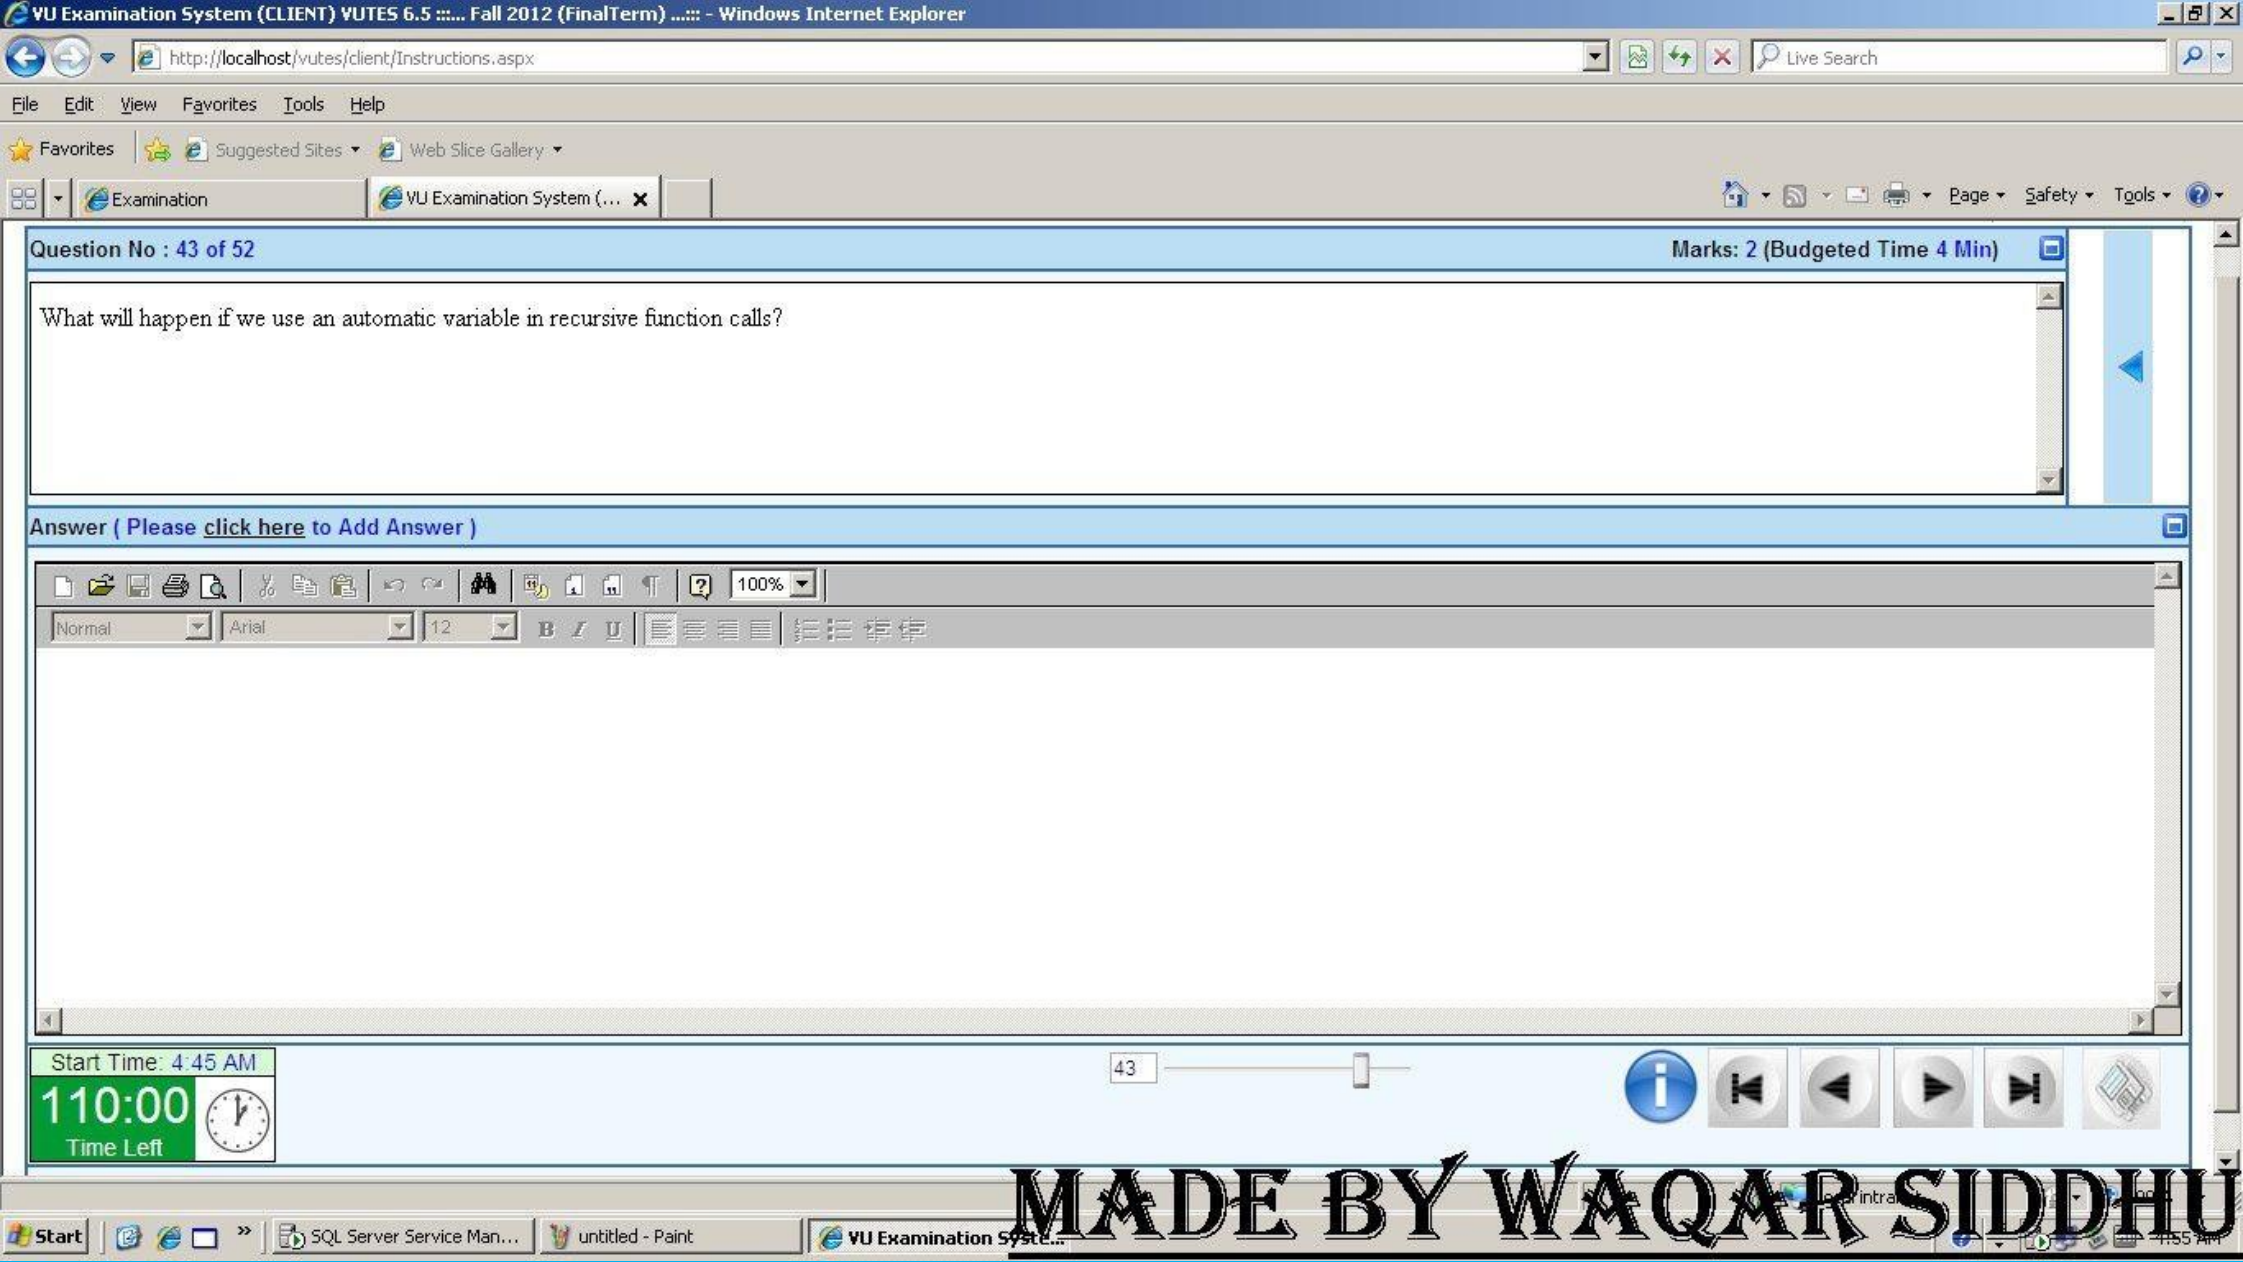 VU Examination System (CLIENT) VUTES 6.5 :::... Fall 2012 (FinalTerm) ...::: - Windows Internet Explorer
http://localhost/vutes/client/Instructions.aspx
Live Search
File Edit View Favorites Tools Help
Favorites Suggested Sites Web Slice Gallery
Examination VU Examination System (... Page Safety Tools
Question No : 43 of 52 Marks: 2 (Budgeted Time 4 Min)
What will happen if we use an automatic variable in recursive function calls?
Answer ( Please click here to Add Answer )
100%
Normal Arial 12 B I U
Start Time: 4:45 AM
110:00
Time Left
43
MADE BY WAQAR SIDDHU
Start SQL Server Service Man... untitled - Paint VU Examination Syste... 4:55 AM